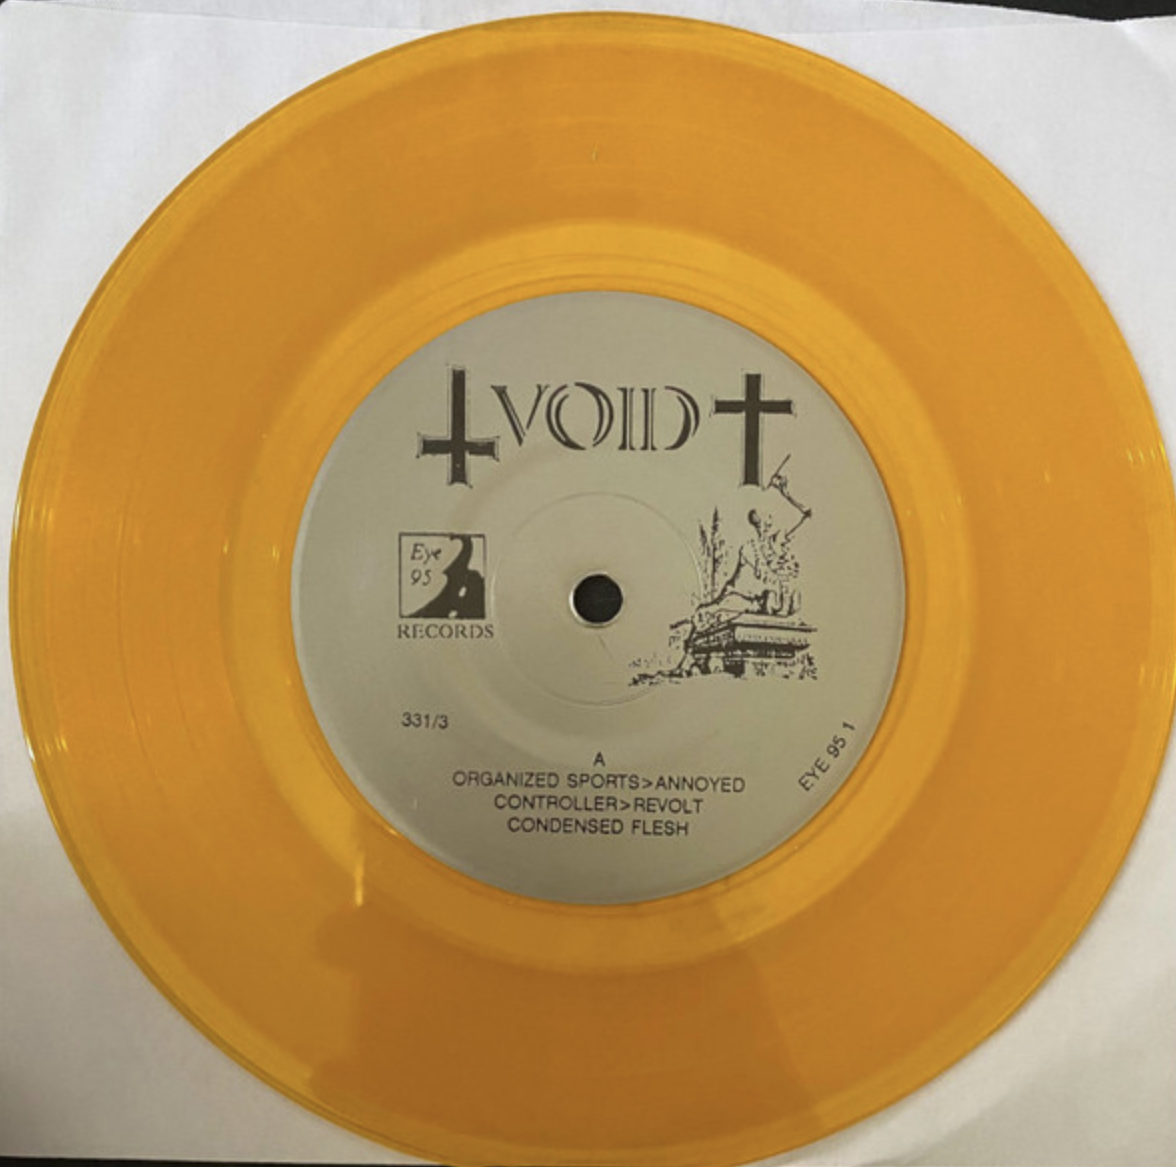 VOID
Eye
95
RECORDS
331/3
EYE 95 1
A
ORGANIZED SPORTS>ANNOYED
CONTROLLER>REVOLT
CONDENSED FLESH